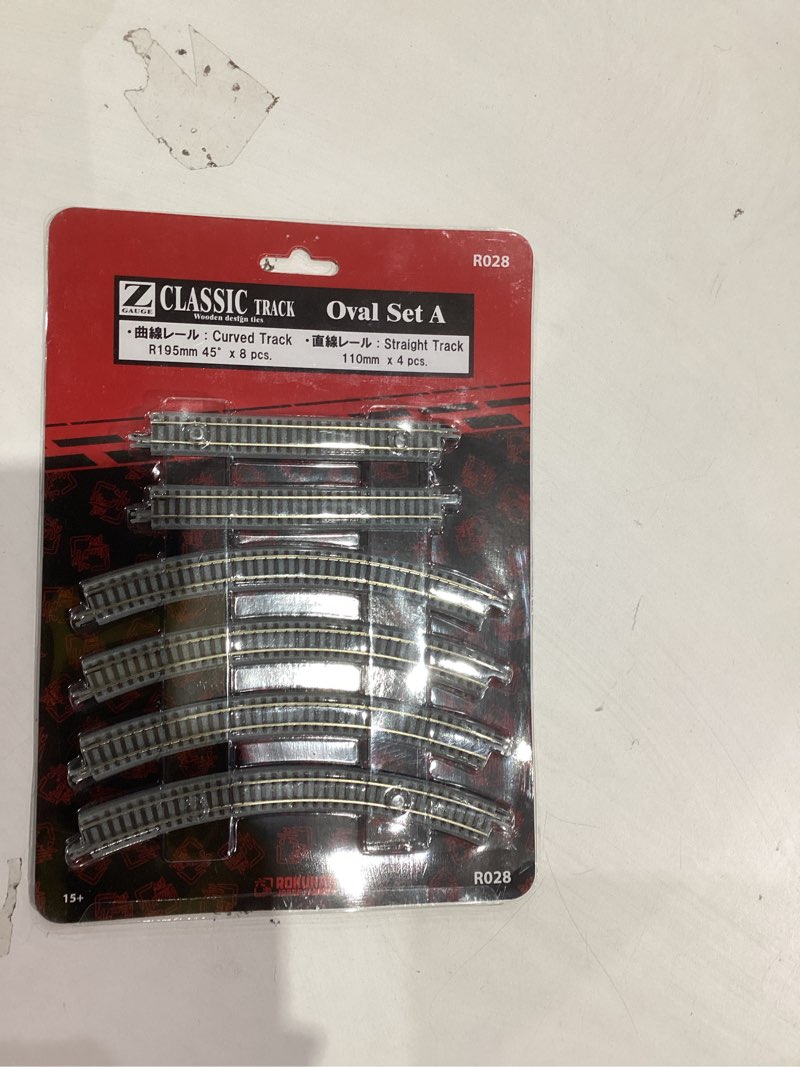 R028
Z GAUGE
CLASSIC TRACK
Wooden design ties
Oval Set A
・曲線レール : Curved Track
R195mm 45° x 8 pcs.
・直線レール : Straight Track
110mm x 4 pcs.
R028
15+